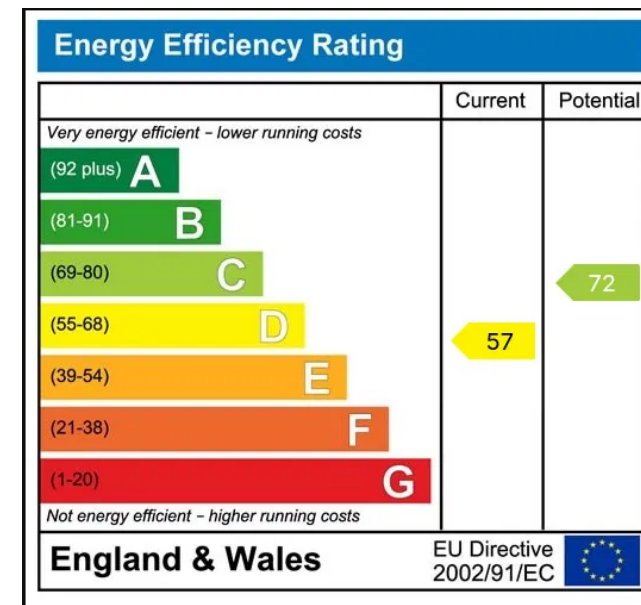 Energy Efficiency Rating
Current Potential
Very energy efficient – lower running costs
(92 plus) A
(81-91) B
(69-80) C
72
(55-68) D
57
(39-54) E
(21-38) F
(1-20) G
Not energy efficient – higher running costs
England & Wales
EU Directive
2002/91/EC